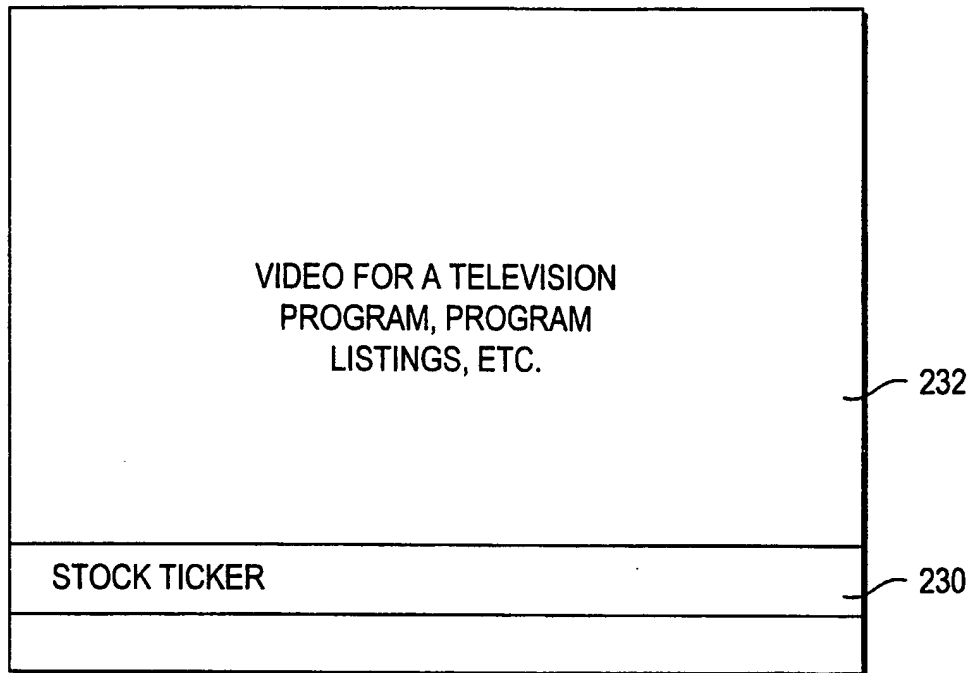 VIDEO FOR A TELEVISION
PROGRAM, PROGRAM
LISTINGS, ETC.
232
STOCK TICKER
230